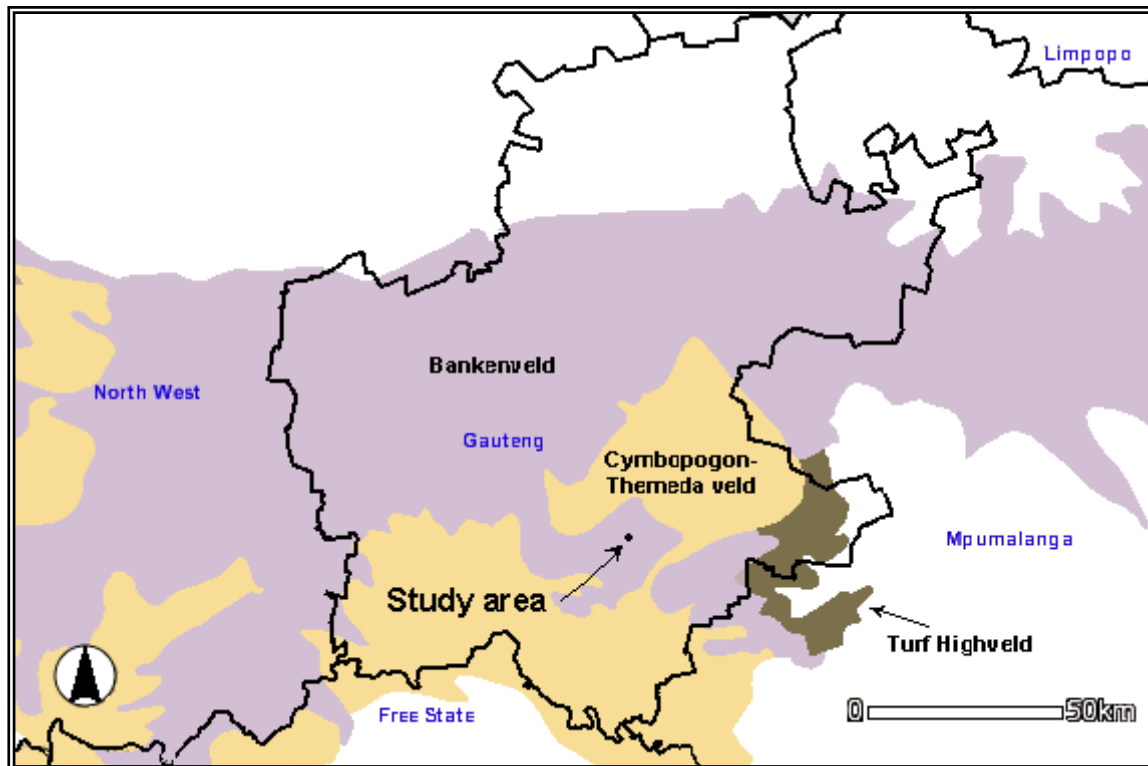 Limpopo
Bankenveld
North West
Gauteng
Cymbopogon-
Themeda veld
Mpumalanga
Study area
Turf Highveld
Free State
0 50km